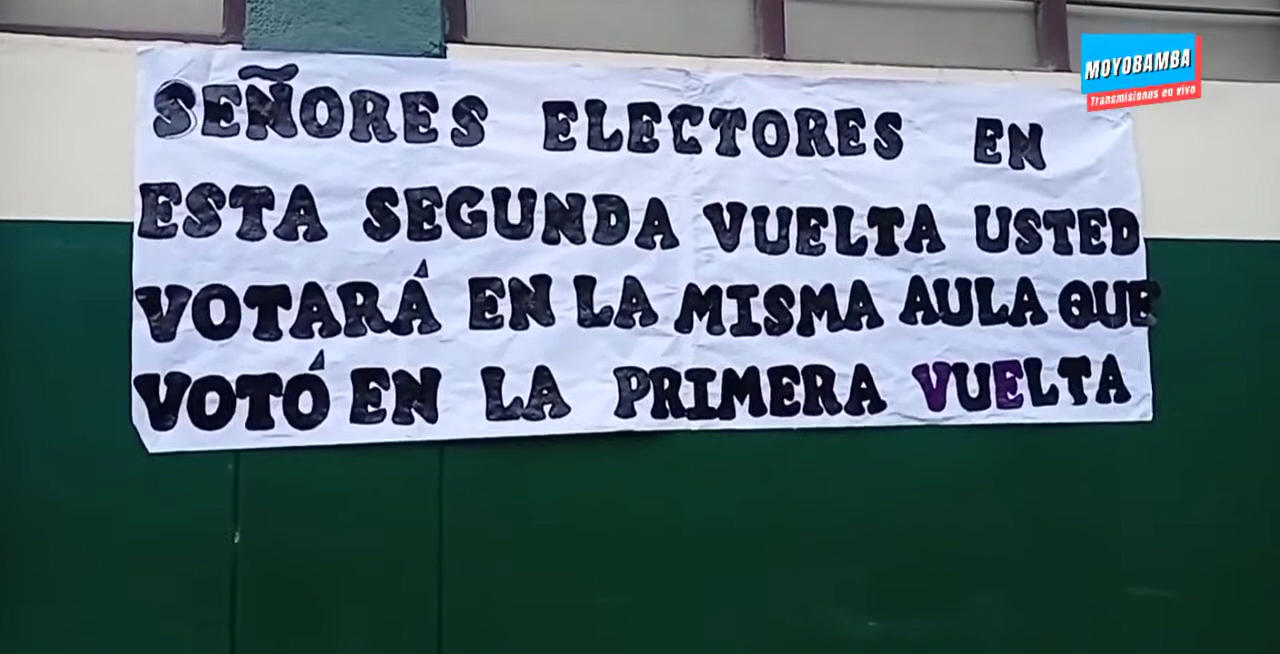 MOYOBAMBA
Transmisiones en vivo
SEÑORES ELECTORES EN
ESTA SEGUNDA VUELTA USTED
VOTARÁ EN LA MISMA AULA QUE
VOTÓ EN LA PRIMERA VUELTA